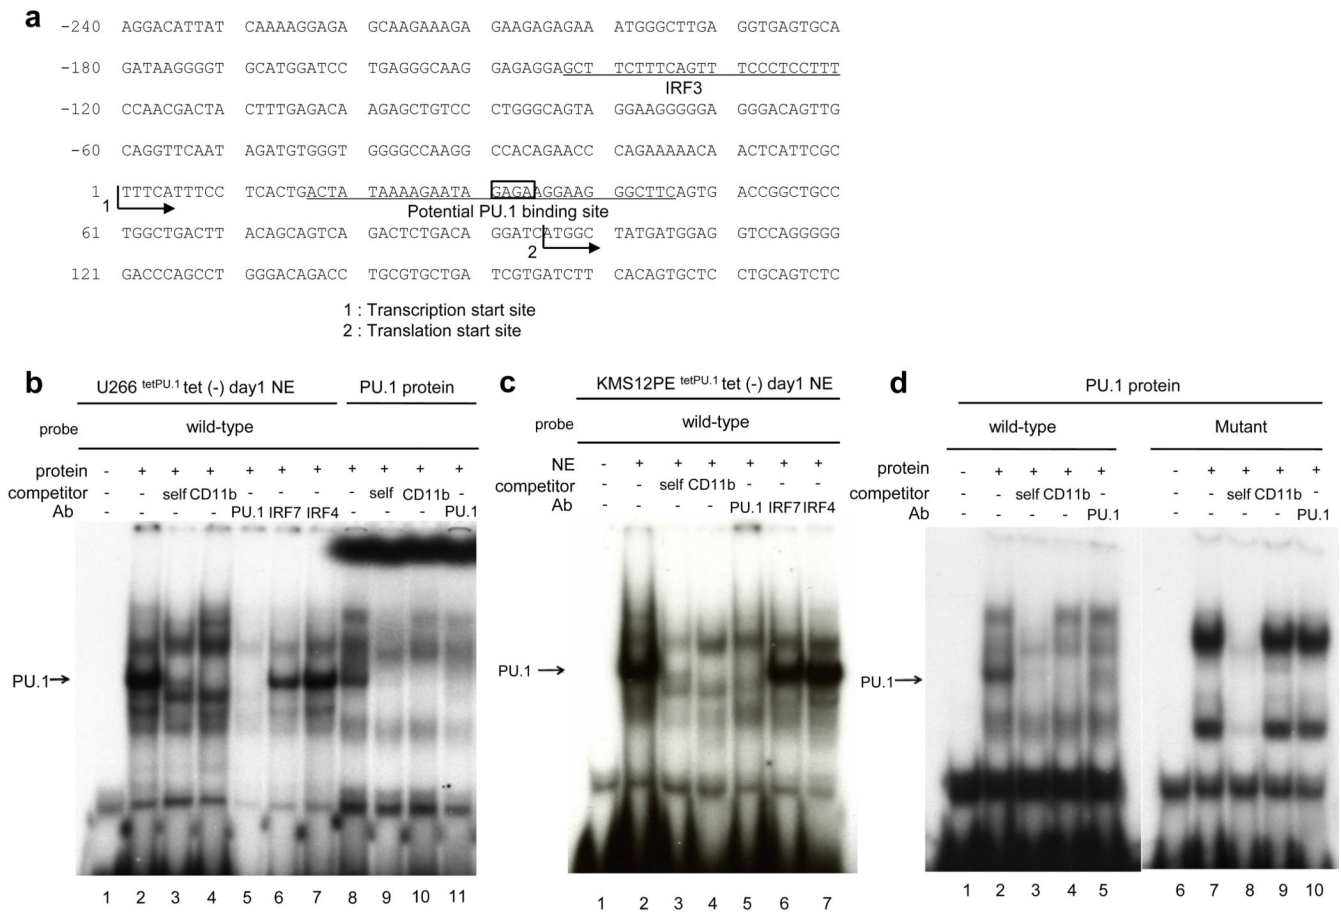 a
-240 AGGACATTAT CAAAAGGAGA GCAAGAAAGA GAAGAGAGAA ATGGGCTTGA GGTGAGTGCA
-180 GATAAGGGGT GCATGGATCC TGAGGGCAAG GAGAGGAGCT TCTTTCAGTT TCCCTCCTTT
IRF3
-120 CCAACGACTA CTTTGAGACA AGAGCTGTCC CTGGGCAGTA GGAAGGGGGA GGGACAGTTG
-60 CAGGTTCAAT AGATGTGGGT GGGGCCAAGG CCACAGAACC CAGAAAAACA ACTCATTCGC
1 TTTCATTTCC TCACTGACTA TAAAAGAATA GAGAAGGAAG GGCTTCAGTG ACCGGCTGCC
1
Potential PU.1 binding site
61 TGGCTGACTT ACAGCAGTCA GACTCTGACA GGATCATGGC TATGATGGAG GTCCAGGGGG
2
121 GACCCAGCCT GGGACAGACC TGCGTGCTGA TCGTGATCTT CACAGTGCTC CTGCAGTCTC
1 : Transcription start site
2 : Translation start site
b
U266 tetPU.1 tet (-) day1 NE PU.1 protein
probe wild-type
protein - + + + + + + + + + +
competitor - - self CD11b - - - - self CD11b -
Ab - - - - PU.1 IRF7 IRF4 - - - PU.1
PU.1
1 2 3 4 5 6 7 8 9 10 11
c
KMS12PE tetPU.1 tet (-) day1 NE
probe wild-type
NE - + + + + + +
competitor - - self CD11b - - -
Ab - - - - PU.1 IRF7 IRF4
PU.1
1 2 3 4 5 6 7
d
PU.1 protein
wild-type Mutant
protein - + + + + - + + + +
competitor - - self CD11b - - - self CD11b -
Ab - - - - PU.1 - - - - PU.1
PU.1
1 2 3 4 5 6 7 8 9 10